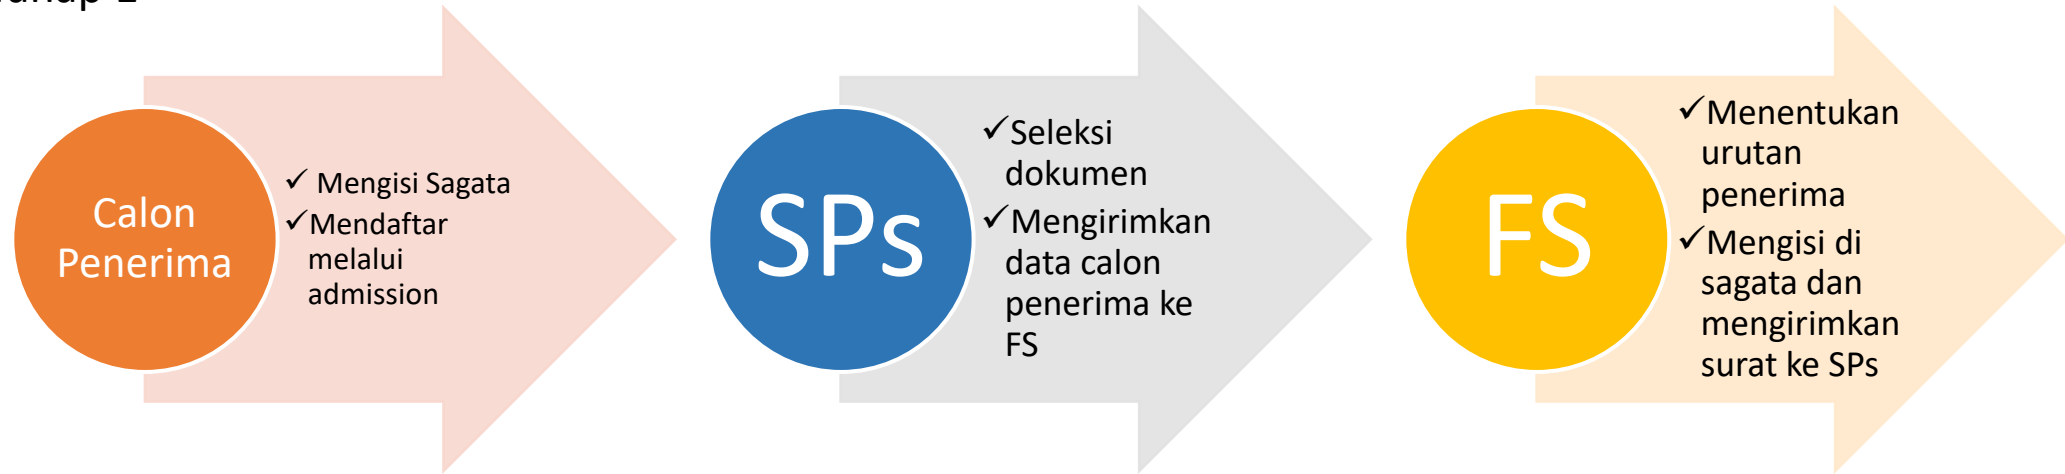 Calon
Penerima
✓ Mengisi Sagata
✓Mendaftar
melalui
admission
SPs
✓Seleksi
dokumen
✓Mengirimkan
data calon
penerima ke
FS
FS
✓Menentukan
urutan
penerima
✓Mengisi di
sagata dan
mengirimkan
surat ke SPs